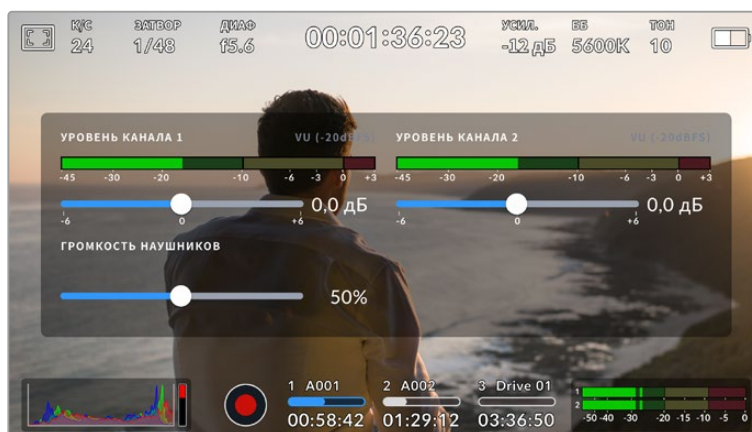 К/С ЗАТВОР ДИАФ 00:01:36:23 УСИЛ. ББ ТОН
24 1/48 f5.6 -12 дБ 5600K 10
УРОВЕНЬ КАНАЛА 1 VU (-20dBFS) УРОВЕНЬ КАНАЛА 2 VU (-20dBFS)
-45 -30 -20 -10 -6 -3 0 +3 -45 -30 -20 -10 -6 -3 0 +3
0,0 дБ 0,0 дБ
-6 0 +6 -6 0 +6
ГРОМКОСТЬ НАУШНИКОВ
50%
1 A001 2 A002 3 Drive 01
1
2
00:58:42 01:29:12 03:36:50 -50 -40 -30 -20 -15 -10 -5 0